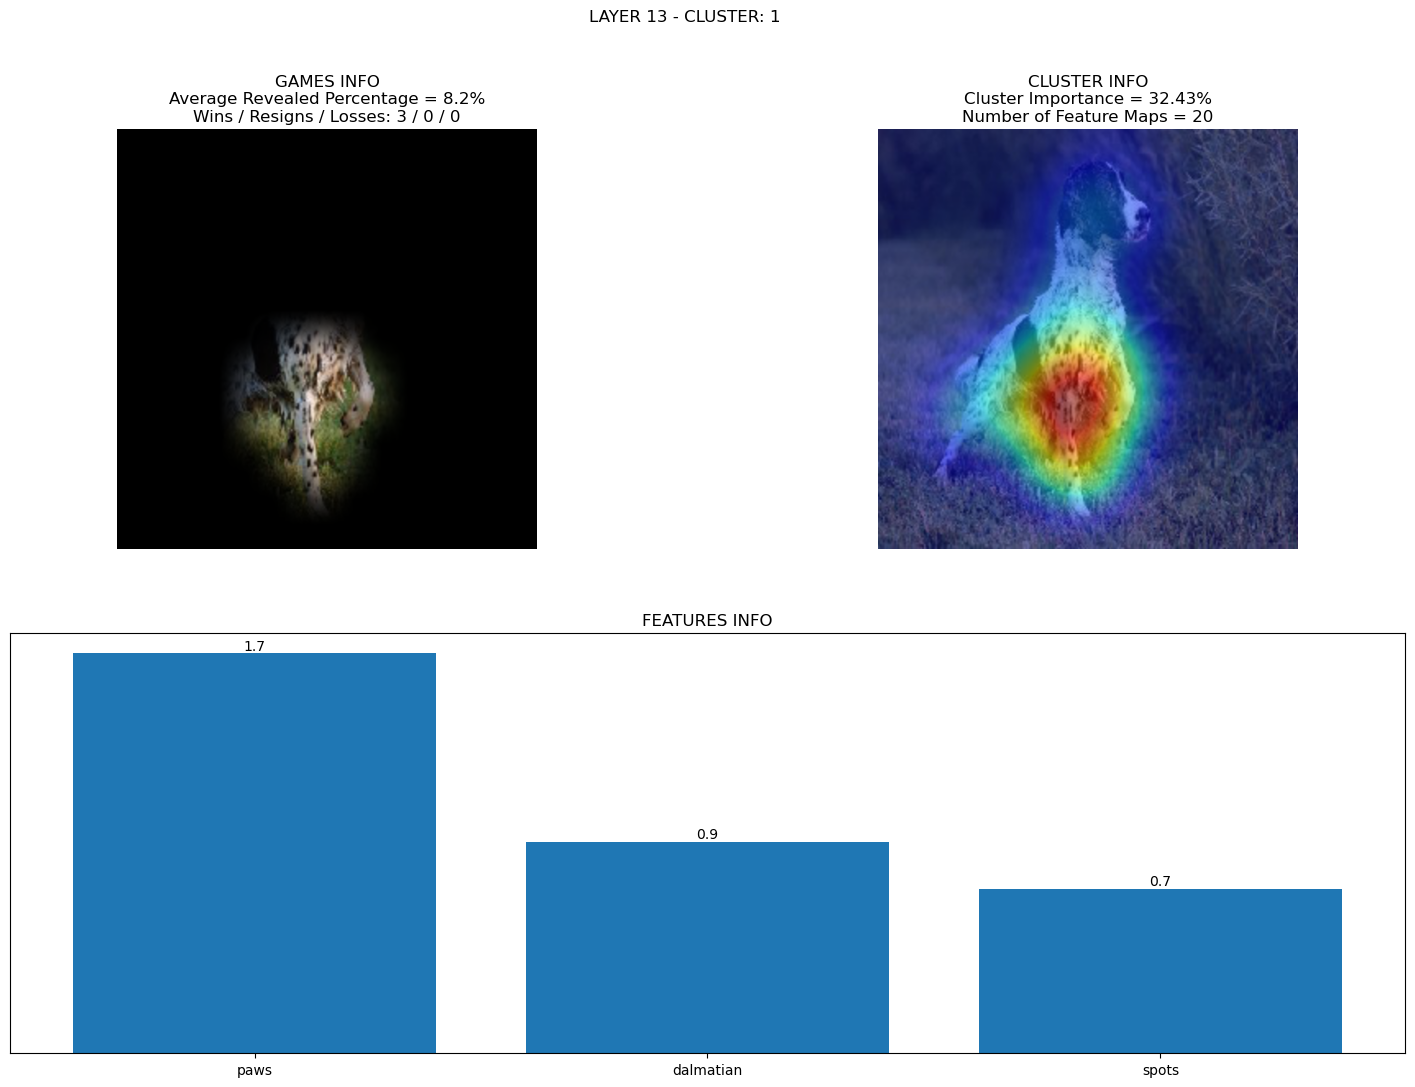 LAYER 13 - CLUSTER: 1
GAMES INFO
Average Revealed Percentage = 8.2%
Wins / Resigns / Losses: 3 / 0 / 0
CLUSTER INFO
Cluster Importance = 32.43%
Number of Feature Maps = 20
FEATURES INFO
1.7
0.9
0.7
paws
dalmatian
spots